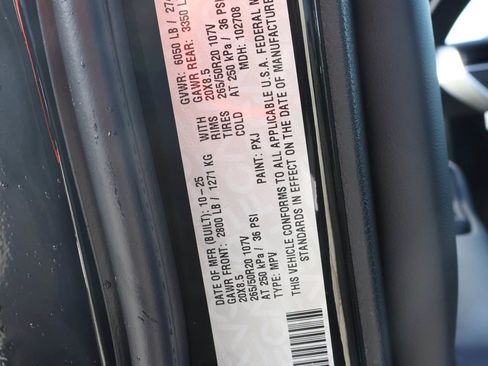 DATE OF MFR (BUILT): 10-25 GVWR: 6050 LB / 27
GAWR FRONT: 2800 LB / 1271 KG WITH GAWR REAR: 3350 L
20X8.5 RIMS 20X8.5
265/50R20 107V TIRES 265/50R20 107V
AT 250 kPa / 36 PSI COLD AT 250 kPa / 36 PSI
TYPE: MPV PAINT: PXJ MDH: 102708
THIS VEHICLE CONFORMS TO ALL APPLICABLE U.S.A. FEDERAL
STANDARDS IN EFFECT ON THE DATE OF MANUFACTURE